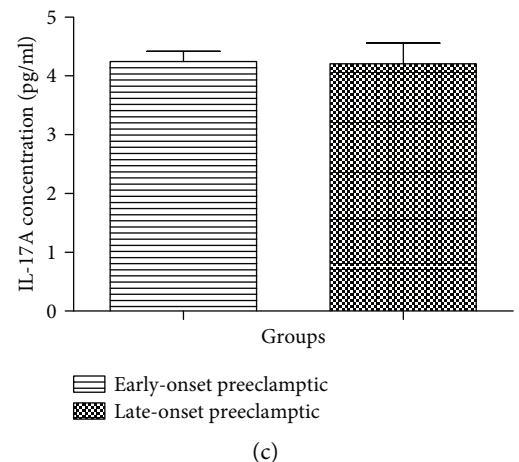 5
4
3
2
1
0
IL-17A concentration (pg/ml)
Groups
Early-onset preeclamptic
Late-onset preeclamptic
(c)